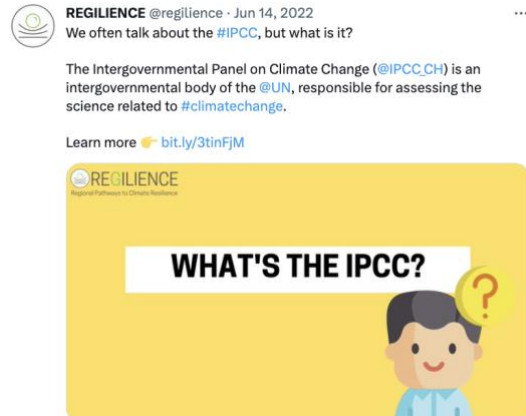 REGILIENCE @regilience · Jun 14, 2022
We often talk about the #IPCC, but what is it?
The Intergovernmental Panel on Climate Change (@IPCC_CH) is an
intergovernmental body of the @UN, responsible for assessing the
science related to #climatechange.
Learn more 👉 bit.ly/3tinFjM
REGILIENCE
Regional Pathways to Climate Resilience
WHAT'S THE IPCC?
?